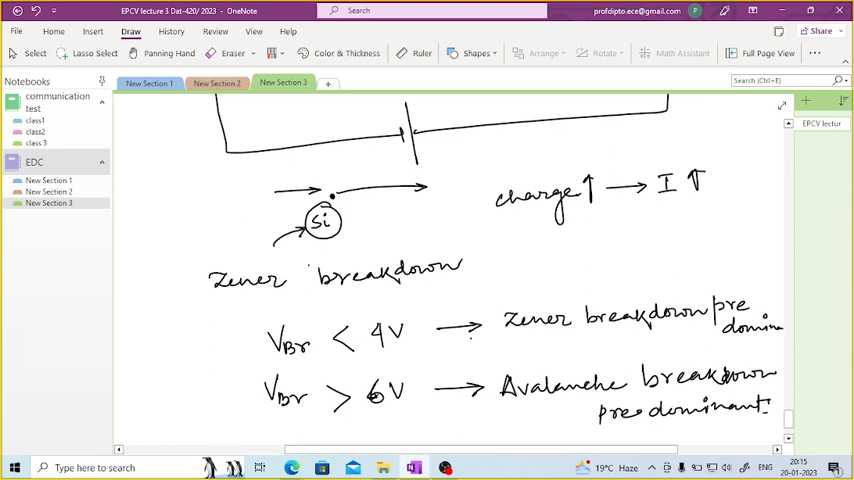 EPCV lecture 3 Dat-420/ 2023 - OneNote
Search
profdipto.ece@gmail.com
P
File
Home
Insert
Draw
History
Review
View
Help
Share
Select
Lasso Select
Panning Hand
Eraser
Color & Thickness
Ruler
Shapes
Arrange
Rotate
Math Assistant
Full Page View
Notebooks
New Section 1
New Section 2
New Section 3
+
Search (Ctrl+E)
communication
test
class1
class2
class 3
EDC
New Section 1
New Section 2
New Section 3
EPCV lectur
charge ↑ → I ↑
Si
Zener breakdown
VBr < 4V → Zener breakdown pre
domina
VBr > 6V → Avalanche breakdown
predominant
Type here to search
19°C Haze
ENG
20:15
20-01-2023
1